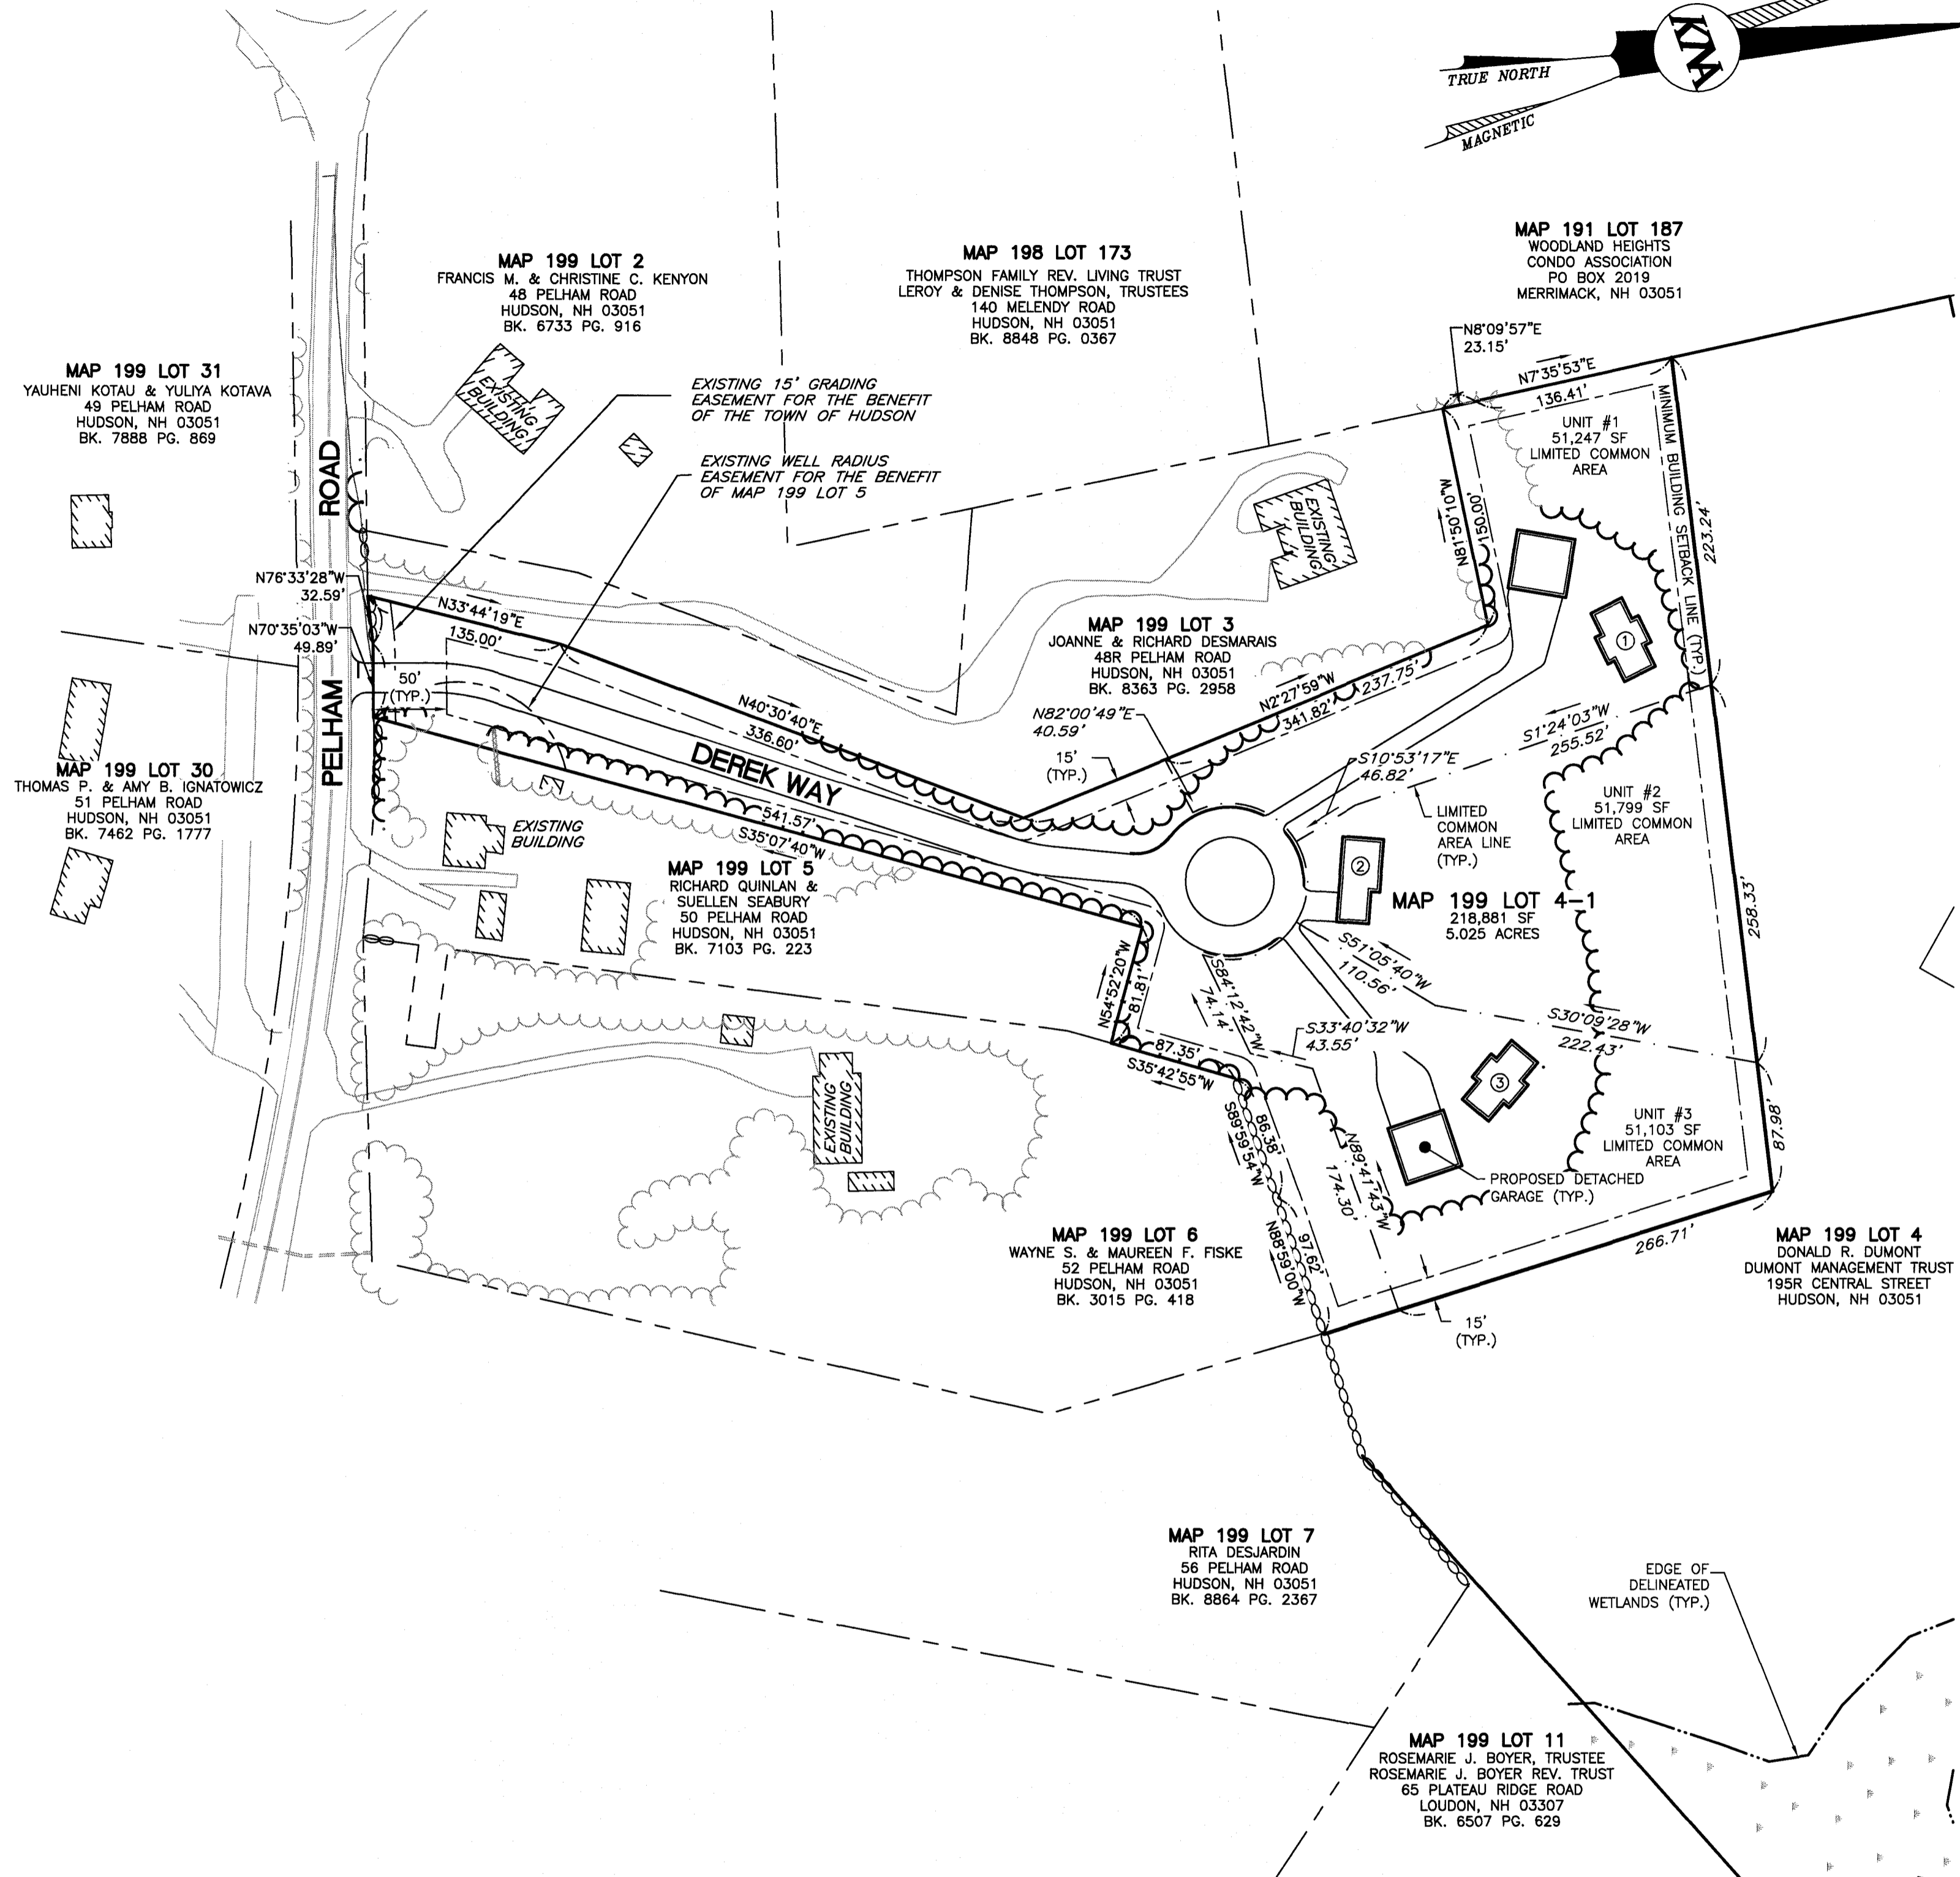 KNA
TRUE NORTH
MAGNETIC
MAP 191 LOT 187
WOODLAND HEIGHTS
CONDO ASSOCIATION
PO BOX 2019
MERRIMACK, NH 03051
MAP 199 LOT 2
FRANCIS M. & CHRISTINE C. KENYON
48 PELHAM ROAD
HUDSON, NH 03051
BK. 6733 PG. 916
MAP 198 LOT 173
THOMPSON FAMILY REV. LIVING TRUST
LEROY & DENISE THOMPSON, TRUSTEES
140 MELENDY ROAD
HUDSON, NH 03051
BK. 8848 PG. 0367
MAP 199 LOT 31
YAUHENI KOTAU & YULIYA KOTAVA
49 PELHAM ROAD
HUDSON, NH 03051
BK. 7888 PG. 869
EXISTING
BUILDING
EXISTING 15' GRADING
EASEMENT FOR THE BENEFIT
OF THE TOWN OF HUDSON
EXISTING WELL RADIUS
EASEMENT FOR THE BENEFIT
OF MAP 199 LOT 5
N8°09'57"E
23.15'
N7°35'53"E
136.41'
UNIT #1
51,247 SF
LIMITED COMMON
AREA
MINIMUM BUILDING SETBACK LINE (TYP.)
223.24'
N81°50'10"W
150.00'
EXISTING
BUILDING
PELHAM ROAD
N76°33'28"W
32.59'
N70°35'03"W
49.89'
N33°44'19"E
135.00'
50'
(TYP.)
MAP 199 LOT 3
JOANNE & RICHARD DESMARAIS
48R PELHAM ROAD
HUDSON, NH 03051
BK. 8363 PG. 2958
1
N2°27'59"W
237.75'
341.82'
N82°00'49"E
40.59'
15'
(TYP.)
N40°30'40"E
336.60'
DEREK WAY
S1°24'03"W
255.52'
S10°53'17"E
46.82'
LIMITED
COMMON
AREA LINE
(TYP.)
UNIT #2
51,799 SF
LIMITED COMMON
AREA
MAP 199 LOT 30
THOMAS P. & AMY B. IGNATOWICZ
51 PELHAM ROAD
HUDSON, NH 03051
BK. 7462 PG. 1777
EXISTING
BUILDING
541.57'
S35°07'40"W
MAP 199 LOT 5
RICHARD QUINLAN &
SUELLEN SEABURY
50 PELHAM ROAD
HUDSON, NH 03051
BK. 7103 PG. 223
2
MAP 199 LOT 4-1
218,881 SF
5.025 ACRES
258.33'
N54°52'20"W
81.81'
S84°12'42"W
74.14'
S51°05'40"W
110.56'
S33°40'32"W
43.55'
S30°09'28"W
222.43'
87.35'
S35°42'55"W
3
UNIT #3
51,103 SF
LIMITED COMMON
AREA
87.98'
EXISTING
BUILDING
86.38'
S89°59'54"W
N89°41'43"W
174.30'
PROPOSED DETACHED
GARAGE (TYP.)
MAP 199 LOT 6
WAYNE S. & MAUREEN F. FISKE
52 PELHAM ROAD
HUDSON, NH 03051
BK. 3015 PG. 418
97.62'
N88°59'00"W
266.71'
15'
(TYP.)
MAP 199 LOT 4
DONALD R. DUMONT
DUMONT MANAGEMENT TRUST
195R CENTRAL STREET
HUDSON, NH 03051
MAP 199 LOT 7
RITA DESJARDIN
56 PELHAM ROAD
HUDSON, NH 03051
BK. 8864 PG. 2367
EDGE OF
DELINEATED
WETLANDS (TYP.)
MAP 199 LOT 11
ROSEMARIE J. BOYER, TRUSTEE
ROSEMARIE J. BOYER REV. TRUST
65 PLATEAU RIDGE ROAD
LOUDON, NH 03307
BK. 6507 PG. 629